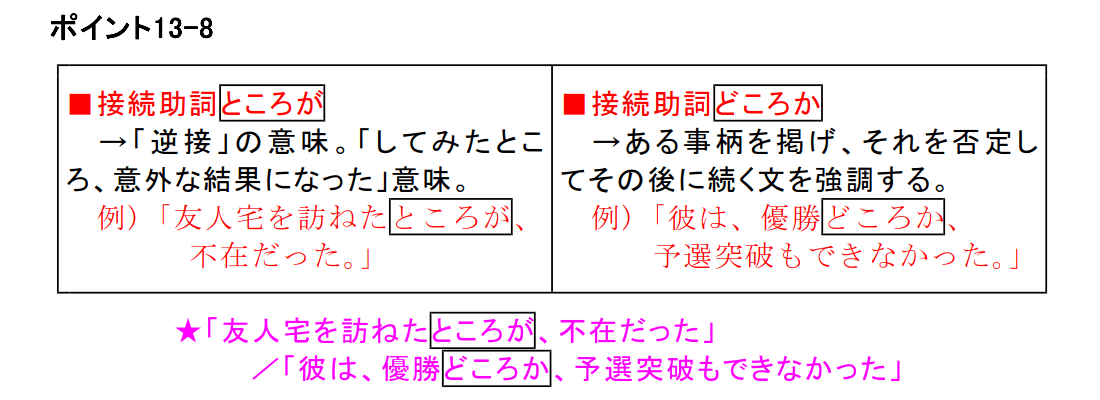 ポイント13-8
■接続助詞ところが
→「逆接」の意味。「してみたとこ
ろ、意外な結果になった」意味。
例）「友人宅を訪ねたところが、
不在だった。」
■接続助詞どころか
→ある事柄を掲げ、それを否定し
てその後に続く文を強調する。
例）「彼は、優勝どころか、
予選突破もできなかった。」
★「友人宅を訪ねたところが、不在だった」
／「彼は、優勝どころか、予選突破もできなかった」